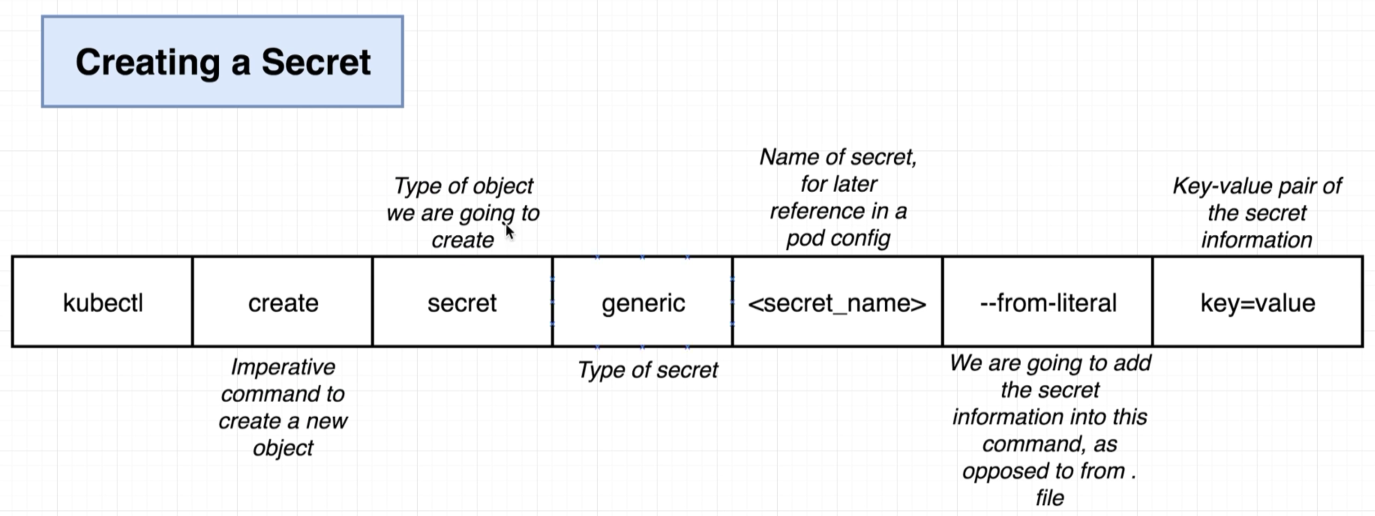 Creating a Secret
Name of secret,
for later
reference in a
pod config
Type of object
we are going to
create
Key-value pair of
the secret
information
kubectl
create
secret
generic
<secret_name>
--from-literal
key=value
Imperative
command to
create a new
object
Type of secret
We are going to add
the secret
information into this
command, as
opposed to from .
file